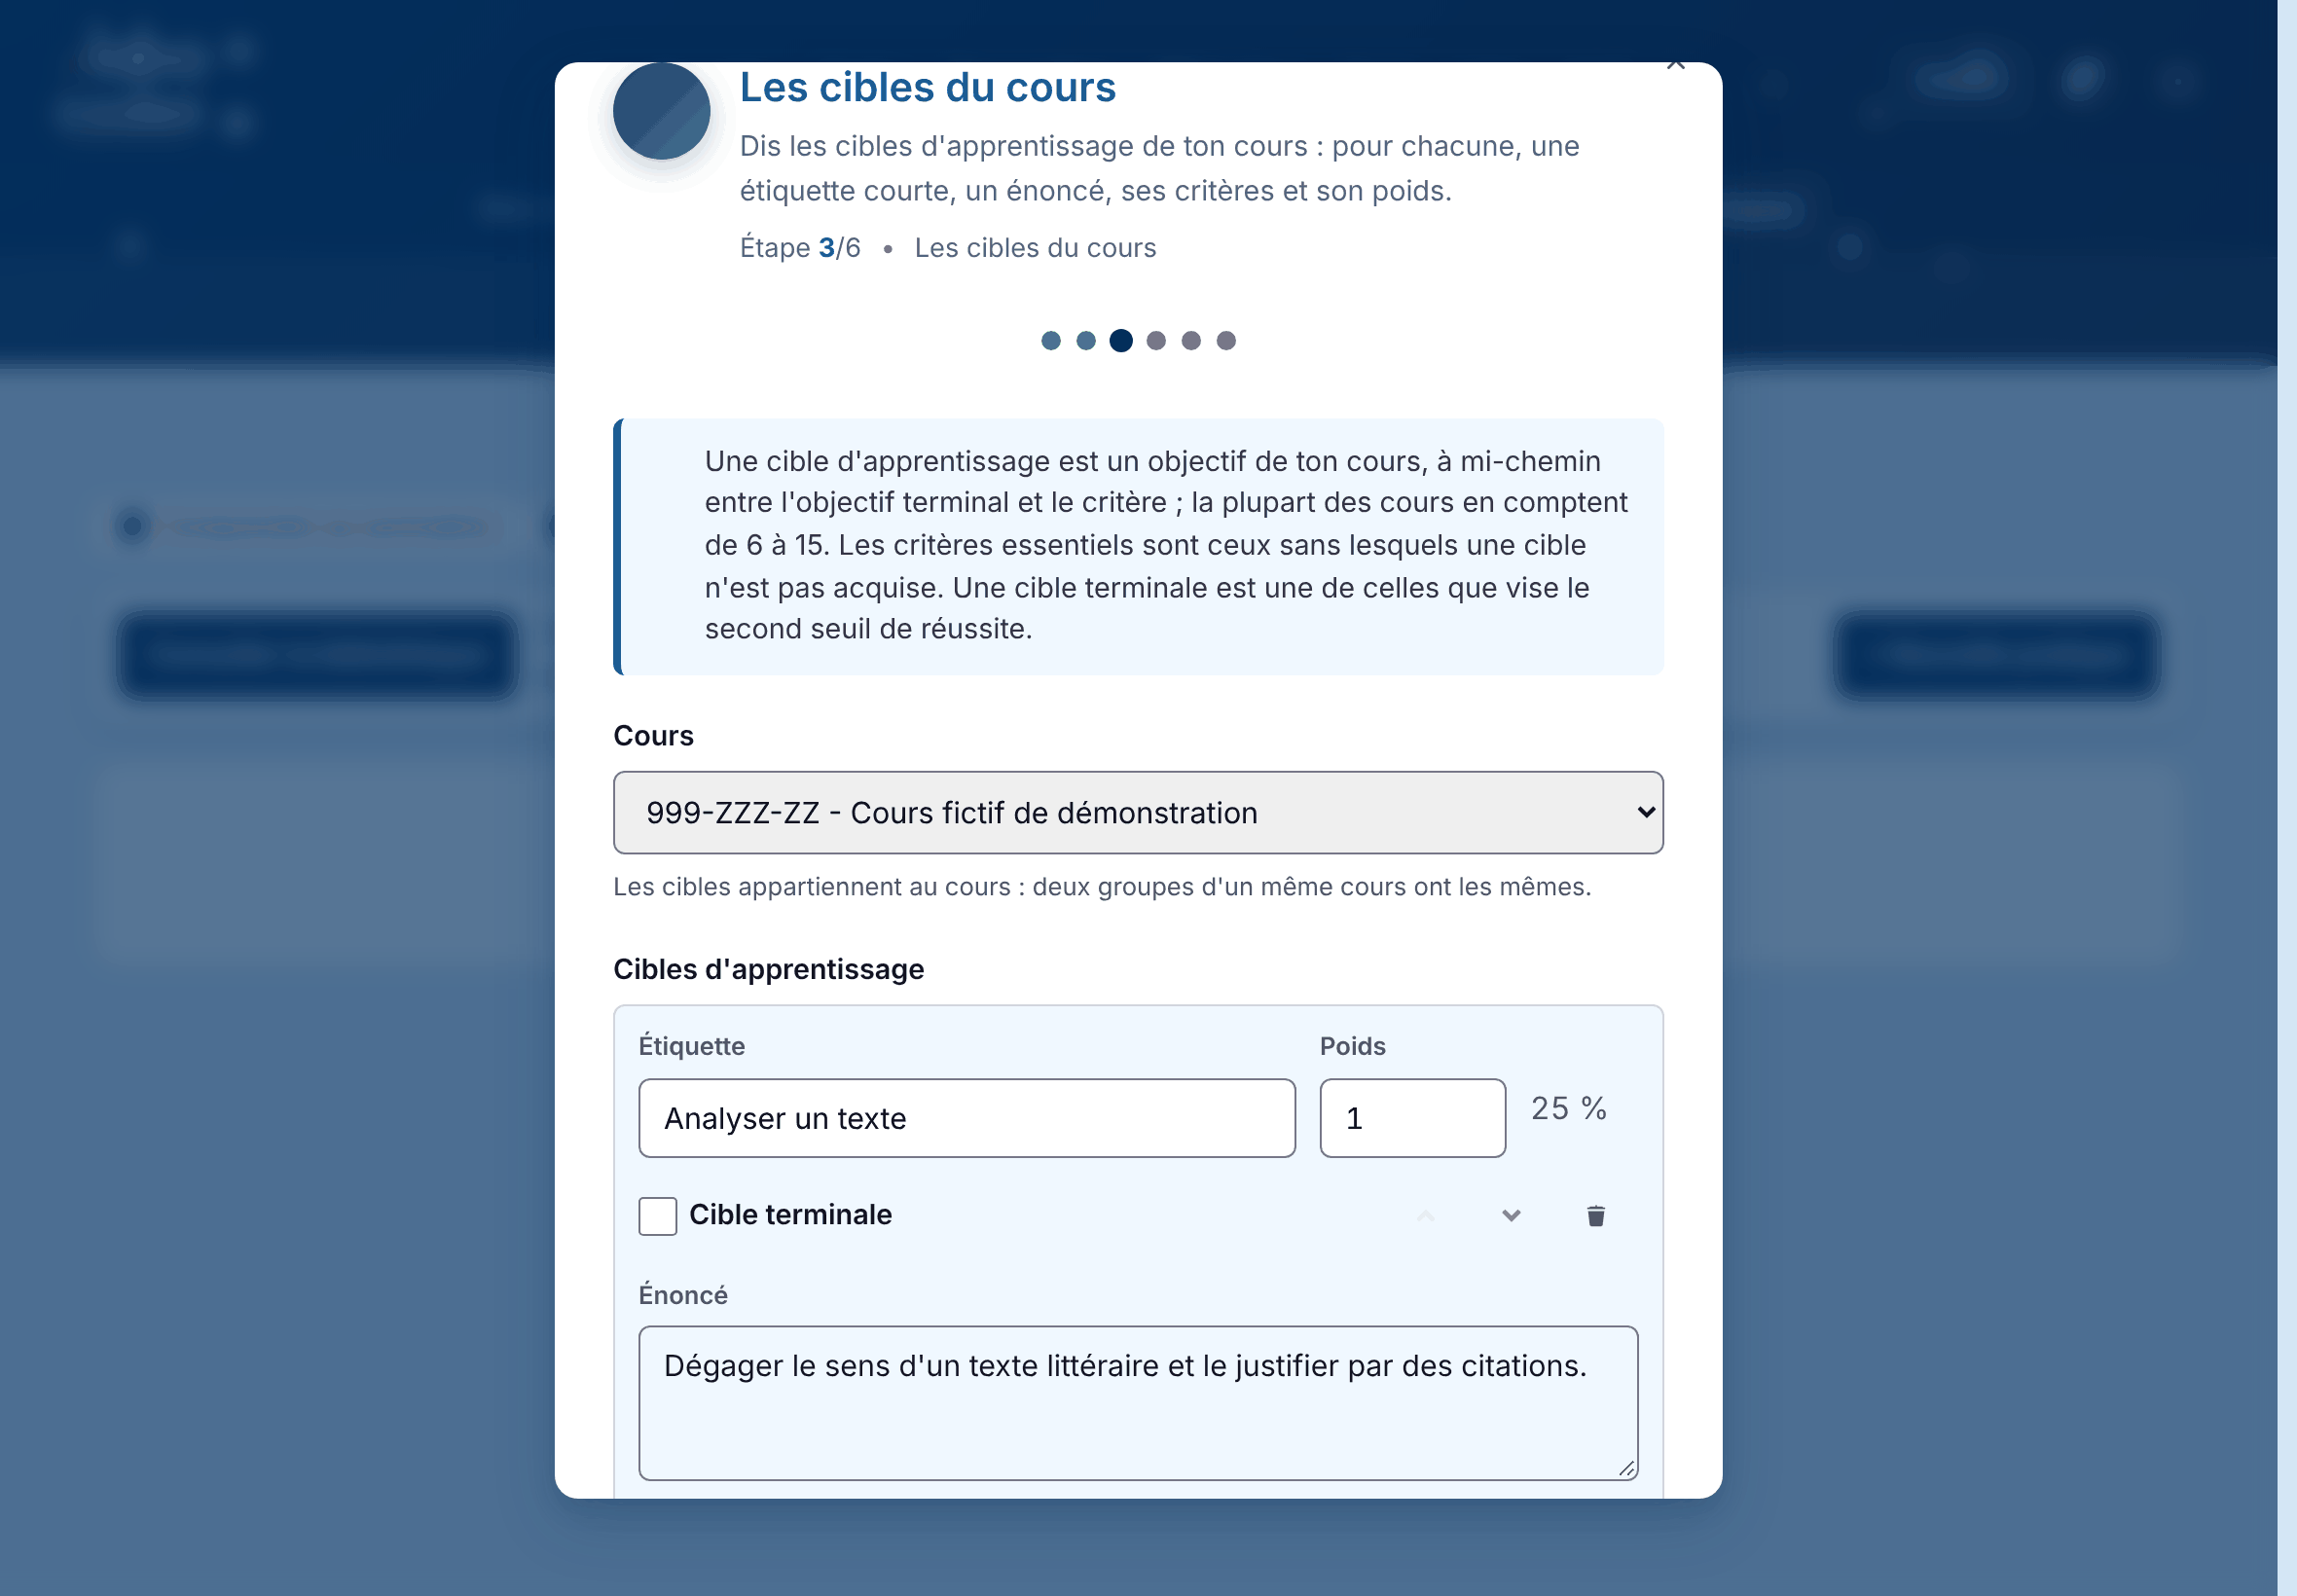 Les cibles du cours
Dis les cibles d'apprentissage de ton cours : pour chacune, une
étiquette courte, un énoncé, ses critères et son poids.
Étape 3/6 • Les cibles du cours
Une cible d'apprentissage est un objectif de ton cours, à mi-chemin
entre l'objectif terminal et le critère ; la plupart des cours en comptent
de 6 à 15. Les critères essentiels sont ceux sans lesquels une cible
n'est pas acquise. Une cible terminale est une de celles que vise le
second seuil de réussite.
Cours
999-ZZZ-ZZ - Cours fictif de démonstration
Les cibles appartiennent au cours : deux groupes d'un même cours ont les mêmes.
Cibles d'apprentissage
Étiquette Poids
Analyser un texte 1 25 %
Cible terminale
Énoncé
Dégager le sens d'un texte littéraire et le justifier par des citations.